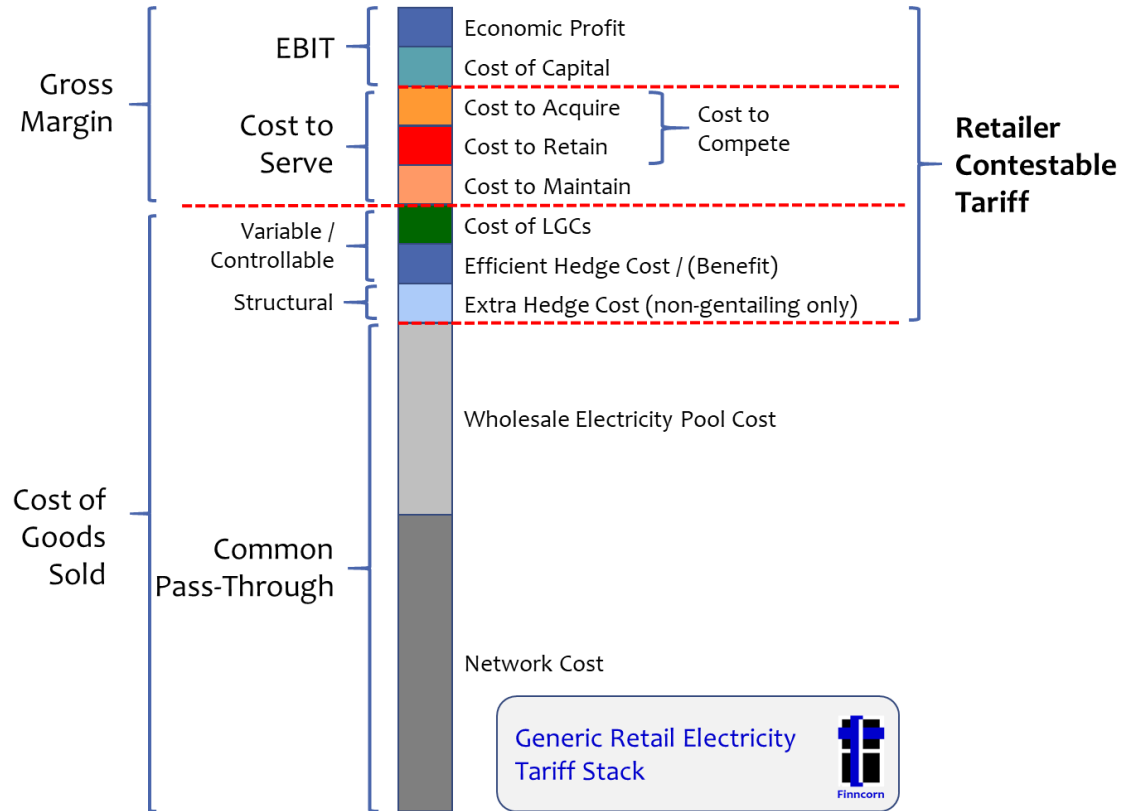 Economic Profit
EBIT
Cost of Capital
Gross
Margin
Cost to Acquire
Cost to
Serve
Cost to
Compete
Cost to Retain
Cost to Maintain
Retailer
Contestable
Tariff
Variable /
Controllable
Cost of LGCs
Efficient Hedge Cost / (Benefit)
Structural
Extra Hedge Cost (non-gentailing only)
Wholesale Electricity Pool Cost
Cost of
Goods
Sold
Common
Pass-Through
Network Cost
Generic Retail Electricity
Tariff Stack
Finncorn